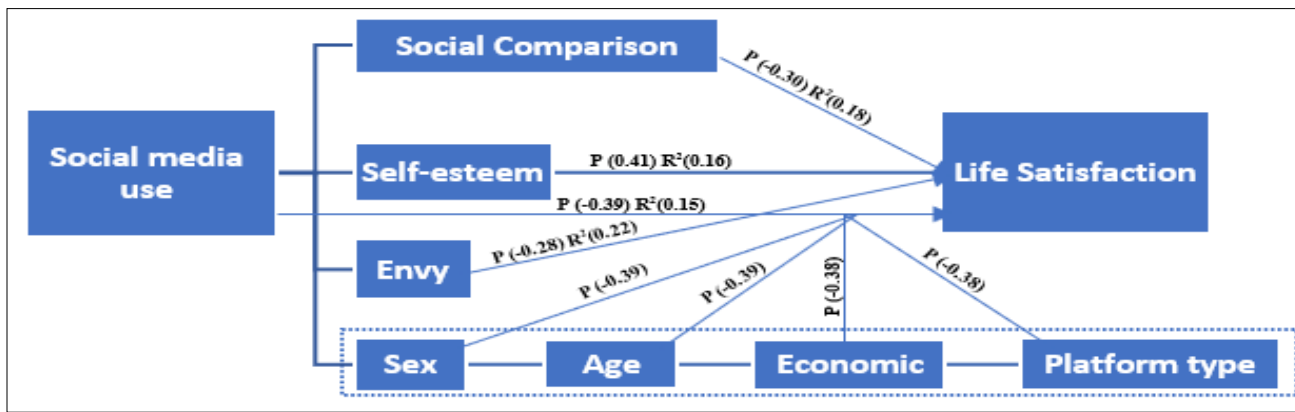 Social Comparison
P (-0.30) R²(0.18)
Social media
use
Self-esteem
P (0.41) R²(0.16)
Life Satisfaction
P (-0.39) R²(0.15)
P (-0.28) R²(0.22)
Envy
P (-0.39)
P (-0.39)
P (-0.38)
P (-0.38)
Sex
Age
Economic
Platform type